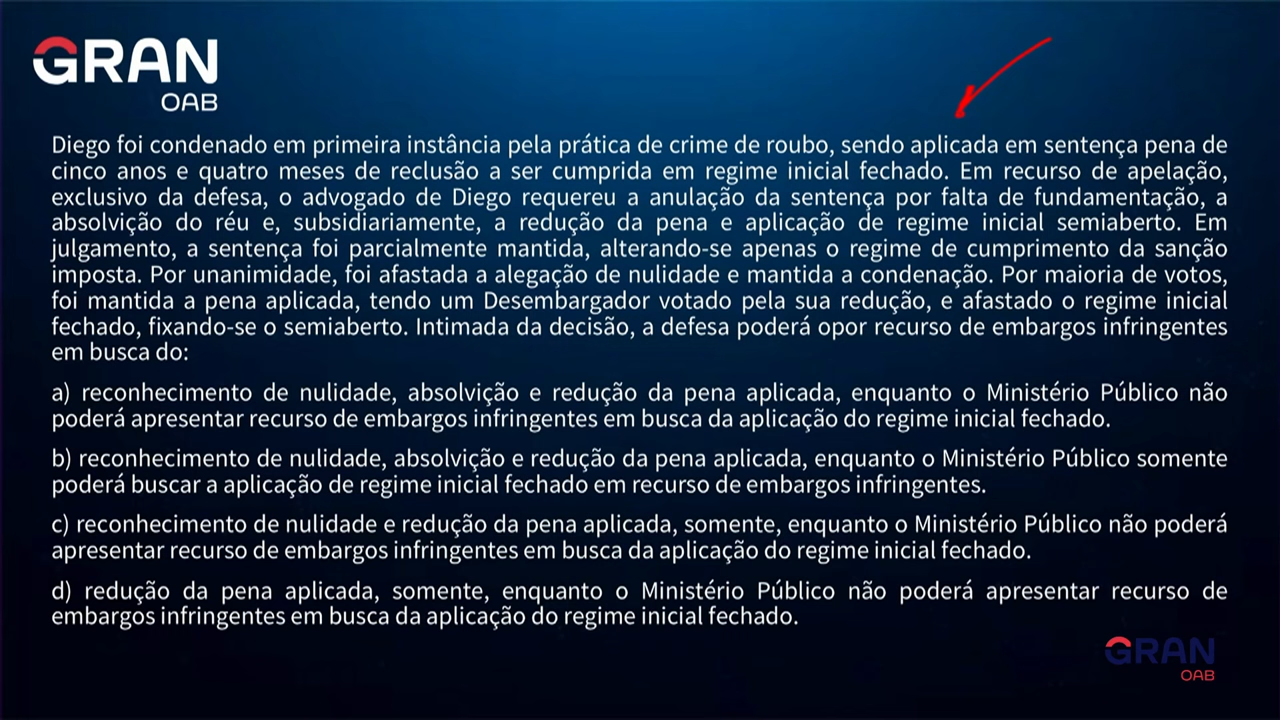 GRAN
OAB
Diego foi condenado em primeira instância pela prática de crime de roubo, sendo aplicada em sentença pena de
cinco anos e quatro meses de reclusão a ser cumprida em regime inicial fechado. Em recurso de apelação,
exclusivo da defesa, o advogado de Diego requereu a anulação da sentença por falta de fundamentação, a
absolvição do réu e, subsidiariamente, a redução da pena e aplicação de regime inicial semiaberto. Em
julgamento, a sentença foi parcialmente mantida, alterando-se apenas o regime de cumprimento da sanção
imposta. Por unanimidade, foi afastada a alegação de nulidade e mantida a condenação. Por maioria de votos,
foi mantida a pena aplicada, tendo um Desembargador votado pela sua redução, e afastado o regime inicial
fechado, fixando-se o semiaberto. Intimada da decisão, a defesa poderá opor recurso de embargos infringentes
em busca do:
a) reconhecimento de nulidade, absolvição e redução da pena aplicada, enquanto o Ministério Público não
poderá apresentar recurso de embargos infringentes em busca da aplicação do regime inicial fechado.
b) reconhecimento de nulidade, absolvição e redução da pena aplicada, enquanto o Ministério Público somente
poderá buscar a aplicação de regime inicial fechado em recurso de embargos infringentes.
c) reconhecimento de nulidade e redução da pena aplicada, somente, enquanto o Ministério Público não poderá
apresentar recurso de embargos infringentes em busca da aplicação do regime inicial fechado.
d) redução da pena aplicada, somente, enquanto o Ministério Público não poderá apresentar recurso de
embargos infringentes em busca da aplicação do regime inicial fechado.
GRAN
OAB